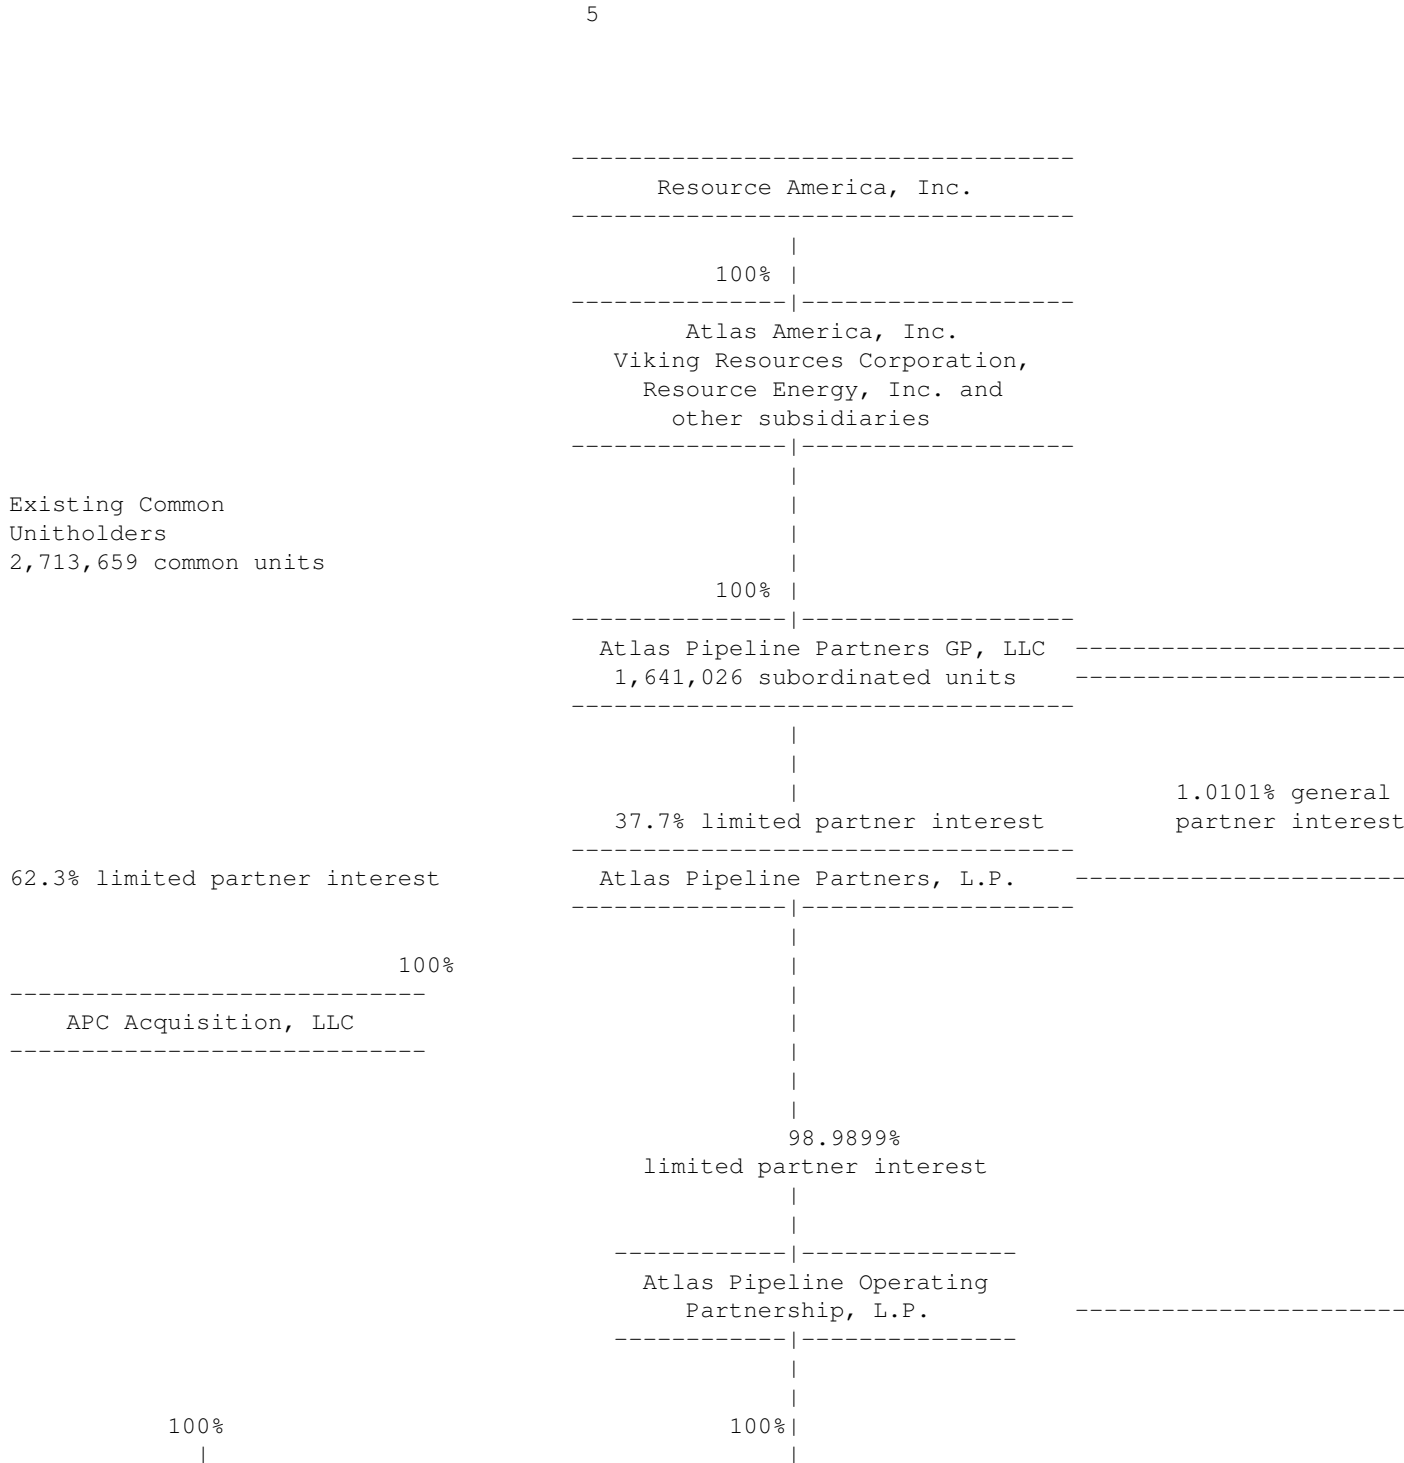 5
-----------------------------------
Resource America, Inc.
-----------------------------------
|
100% |
---------------|-------------------
Atlas America, Inc.
Viking Resources Corporation,
Resource Energy, Inc. and
other subsidiaries
---------------|-------------------
|
Existing Common |
Unitholders |
2,713,659 common units |
100% |
---------------|-------------------
Atlas Pipeline Partners GP, LLC -----------------------
1,641,026 subordinated units -----------------------
-----------------------------------
|
|
| 1.0101% general
37.7% limited partner interest partner interest
-----------------------------------
62.3% limited partner interest Atlas Pipeline Partners, L.P. -----------------------
---------------|-------------------
|
100% |
----------------------------- |
APC Acquisition, LLC |
----------------------------- |
|
|
98.9899%
limited partner interest
|
|
------------|---------------
Atlas Pipeline Operating
Partnership, L.P. -----------------------
------------|---------------
|
|
100% 100%|
| |